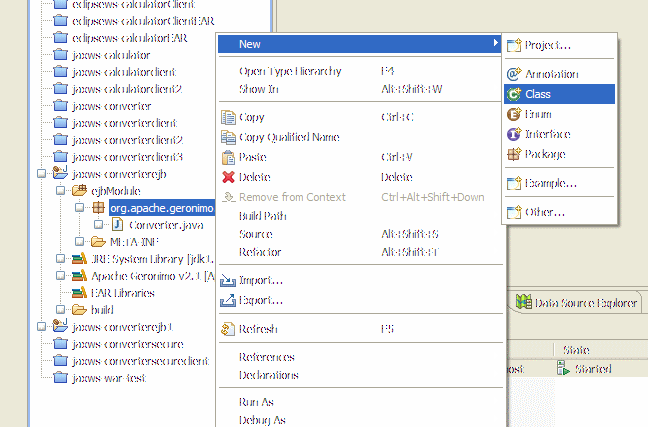 edipsews-calculatorClient
edipsews-calculatorClientEAR
edipsews-calculatorEAR
jaxws-calculator
jaxws-calculatorclient
jaxws-calculatorclient2
jaxws-converter
jaxws-converterclient
jaxws-converterclient2
jaxws-converterclient3
jaxws-converterejb
ejbModule
org.apache.geronimo
Converter.java
META-INF
JRE System Library [jdk1.
Apache Geronimo v2.1 [A
EAR Libraries
build
jaxws-converterejb1
jaxws-convertersecure
jaxws-convertersecureclient
jaxws-war-test
New
Open Type Hierarchy F4
Show In Alt+Shift+W
Copy Ctrl+C
Copy Qualified Name
Paste Ctrl+V
Delete Delete
Remove from Context Ctrl+Alt+Shift+Down
Build Path
Source Alt+Shift+S
Refactor Alt+Shift+T
Import...
Export...
Refresh F5
References
Declarations
Run As
Debug As
Project...
Annotation
Class
Enum
Interface
Package
Example...
Other...
Data Source Explorer
State
ost Started